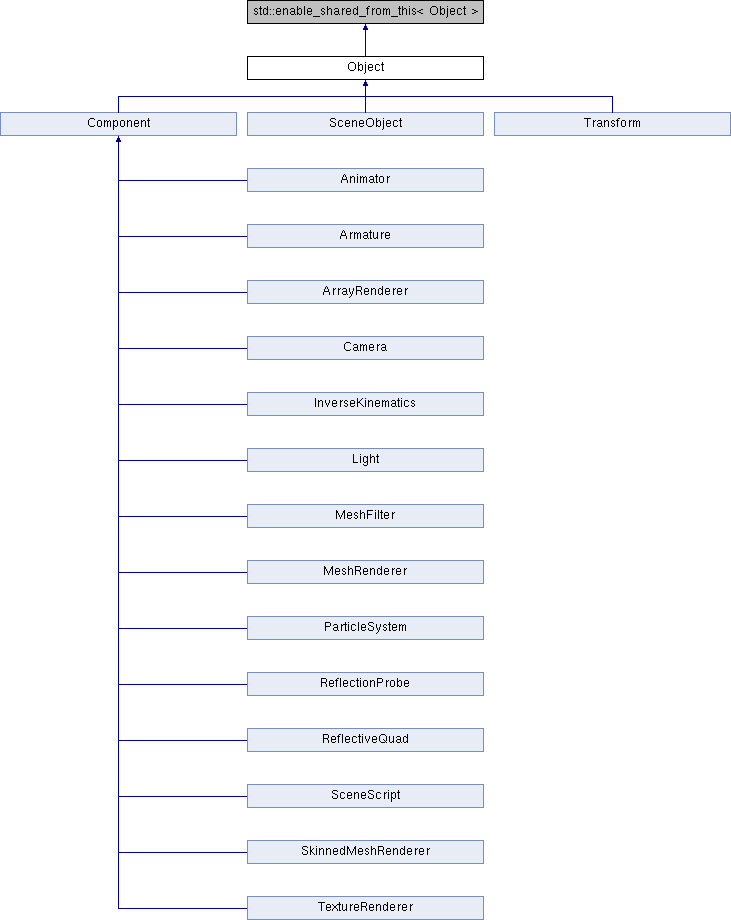 std::enable_shared_from_this< Object >
Object
Component
SceneObject
Transform
Animator
Armature
ArrayRenderer
Camera
InverseKinematics
Light
MeshFilter
MeshRenderer
ParticleSystem
ReflectionProbe
ReflectiveQuad
SceneScript
SkinnedMeshRenderer
TextureRenderer